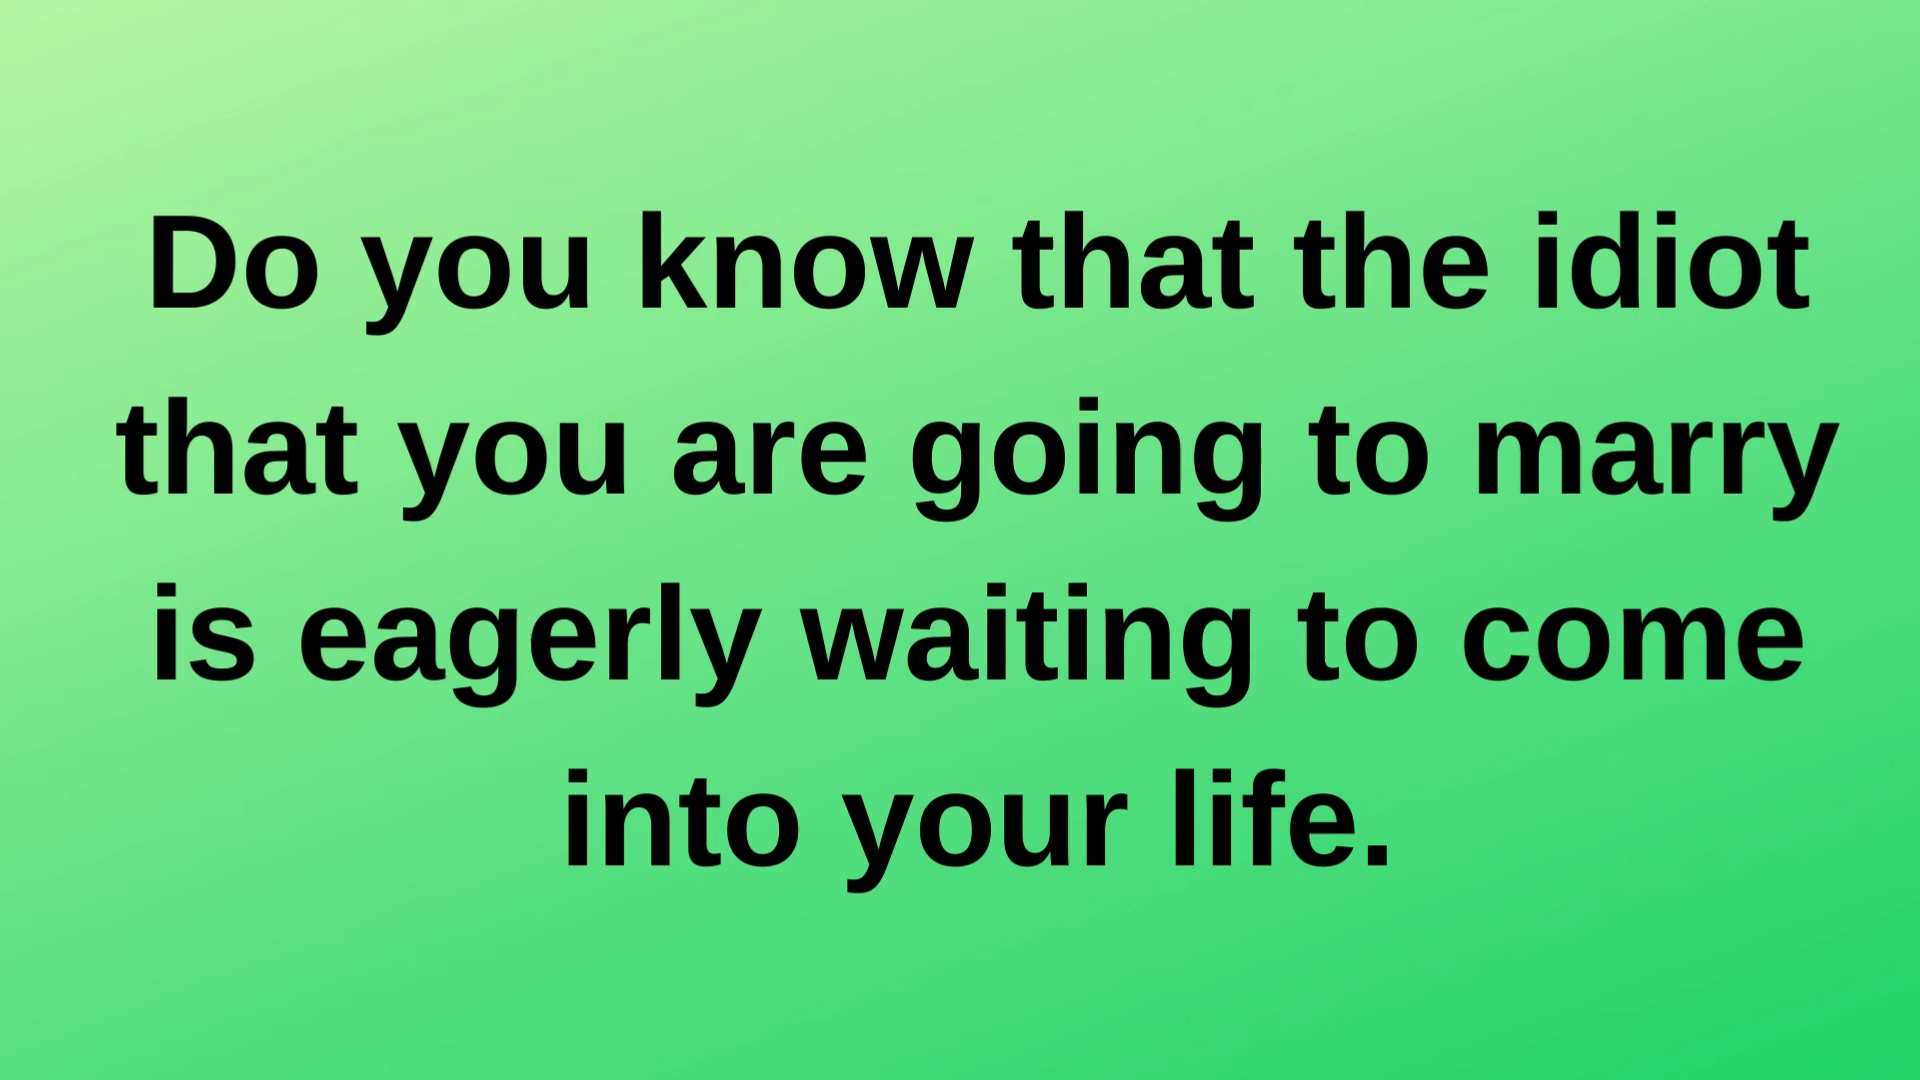 Do you know that the idiot
that you are going to marry
is eagerly waiting to come
into your life.